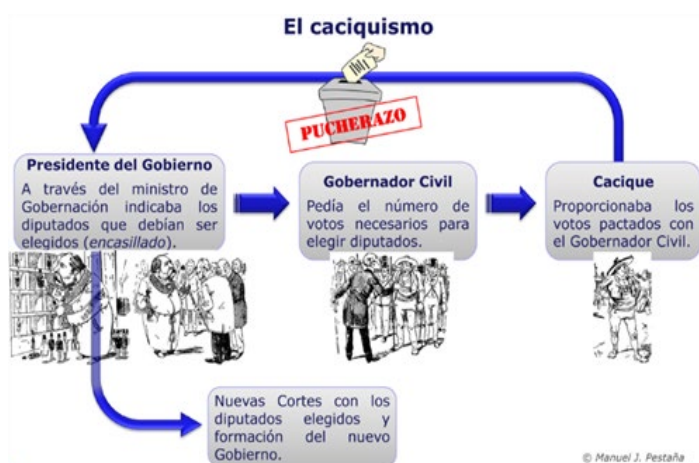 El caciquismo
PUCHERAZO
Presidente del Gobierno
A través del ministro de
Gobernación indicaba los
diputados que debían ser
elegidos (encasillado).
Gobernador Civil
Pedía el número de
votos necesarios para
elegir diputados.
Cacique
Proporcionaba los
votos pactados con
el Gobernador Civil.
Nuevas Cortes con los
diputados elegidos y
formación del nuevo
Gobierno.
© Manuel J. Pestaña